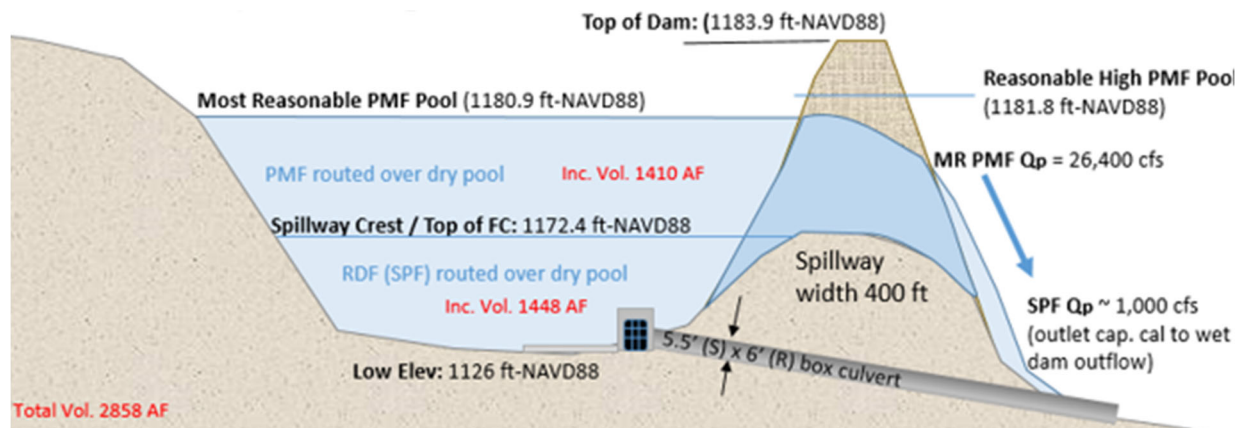 Top of Dam: (1183.9 ft-NAVD88)
Reasonable High PMF Pool
(1181.8 ft-NAVD88)
Most Reasonable PMF Pool (1180.9 ft-NAVD88)
MR PMF Qp = 26,400 cfs
PMF routed over dry pool
Inc. Vol. 1410 AF
Spillway Crest / Top of FC: 1172.4 ft-NAVD88
Spillway
width 400 ft
RDF (SPF) routed over dry pool
Inc. Vol. 1448 AF
SPF Qp ~ 1,000 cfs
(outlet cap. cal to wet
dam outflow)
5.5' (S) x 6' (R) box culvert
Low Elev: 1126 ft-NAVD88
Total Vol. 2858 AF